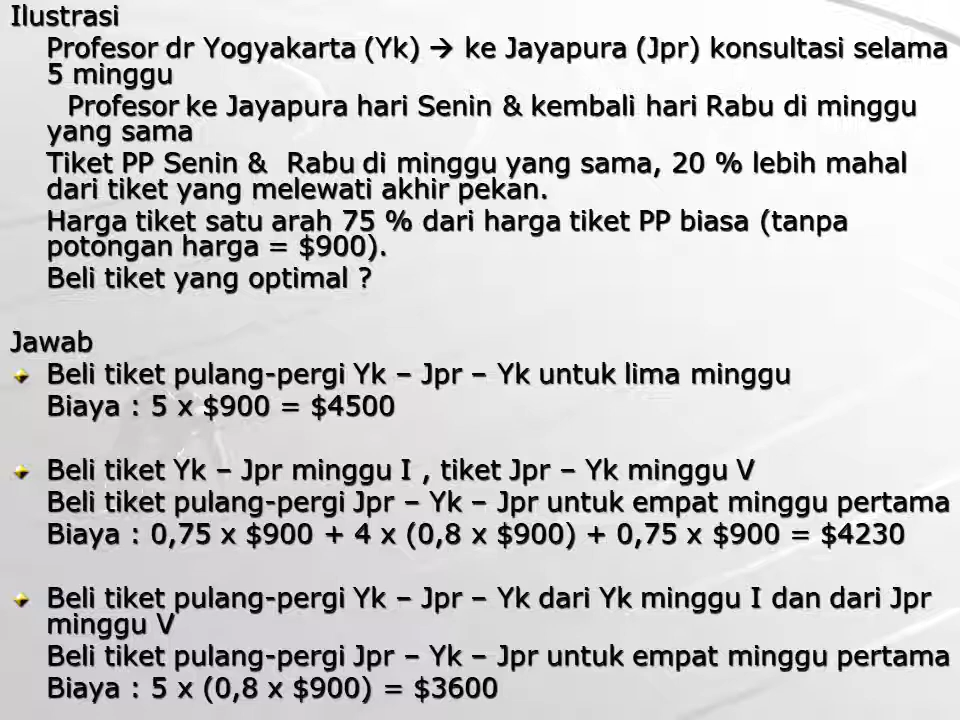 Ilustrasi
Profesor dr Yogyakarta (Yk) → ke Jayapura (Jpr) konsultasi selama
5 minggu
Profesor ke Jayapura hari Senin & kembali hari Rabu di minggu
yang sama
Tiket PP Senin & Rabu di minggu yang sama, 20 % lebih mahal
dari tiket yang melewati akhir pekan.
Harga tiket satu arah 75 % dari harga tiket PP biasa (tanpa
potongan harga = $900).
Beli tiket yang optimal ?
Jawab
Beli tiket pulang-pergi Yk – Jpr – Yk untuk lima minggu
Biaya : 5 x $900 = $4500
Beli tiket Yk – Jpr minggu I , tiket Jpr – Yk minggu V
Beli tiket pulang-pergi Jpr – Yk – Jpr untuk empat minggu pertama
Biaya : 0,75 x $900 + 4 x (0,8 x $900) + 0,75 x $900 = $4230
Beli tiket pulang-pergi Yk – Jpr – Yk dari Yk minggu I dan dari Jpr
minggu V
Beli tiket pulang-pergi Jpr – Yk – Jpr untuk empat minggu pertama
Biaya : 5 x (0,8 x $900) = $3600